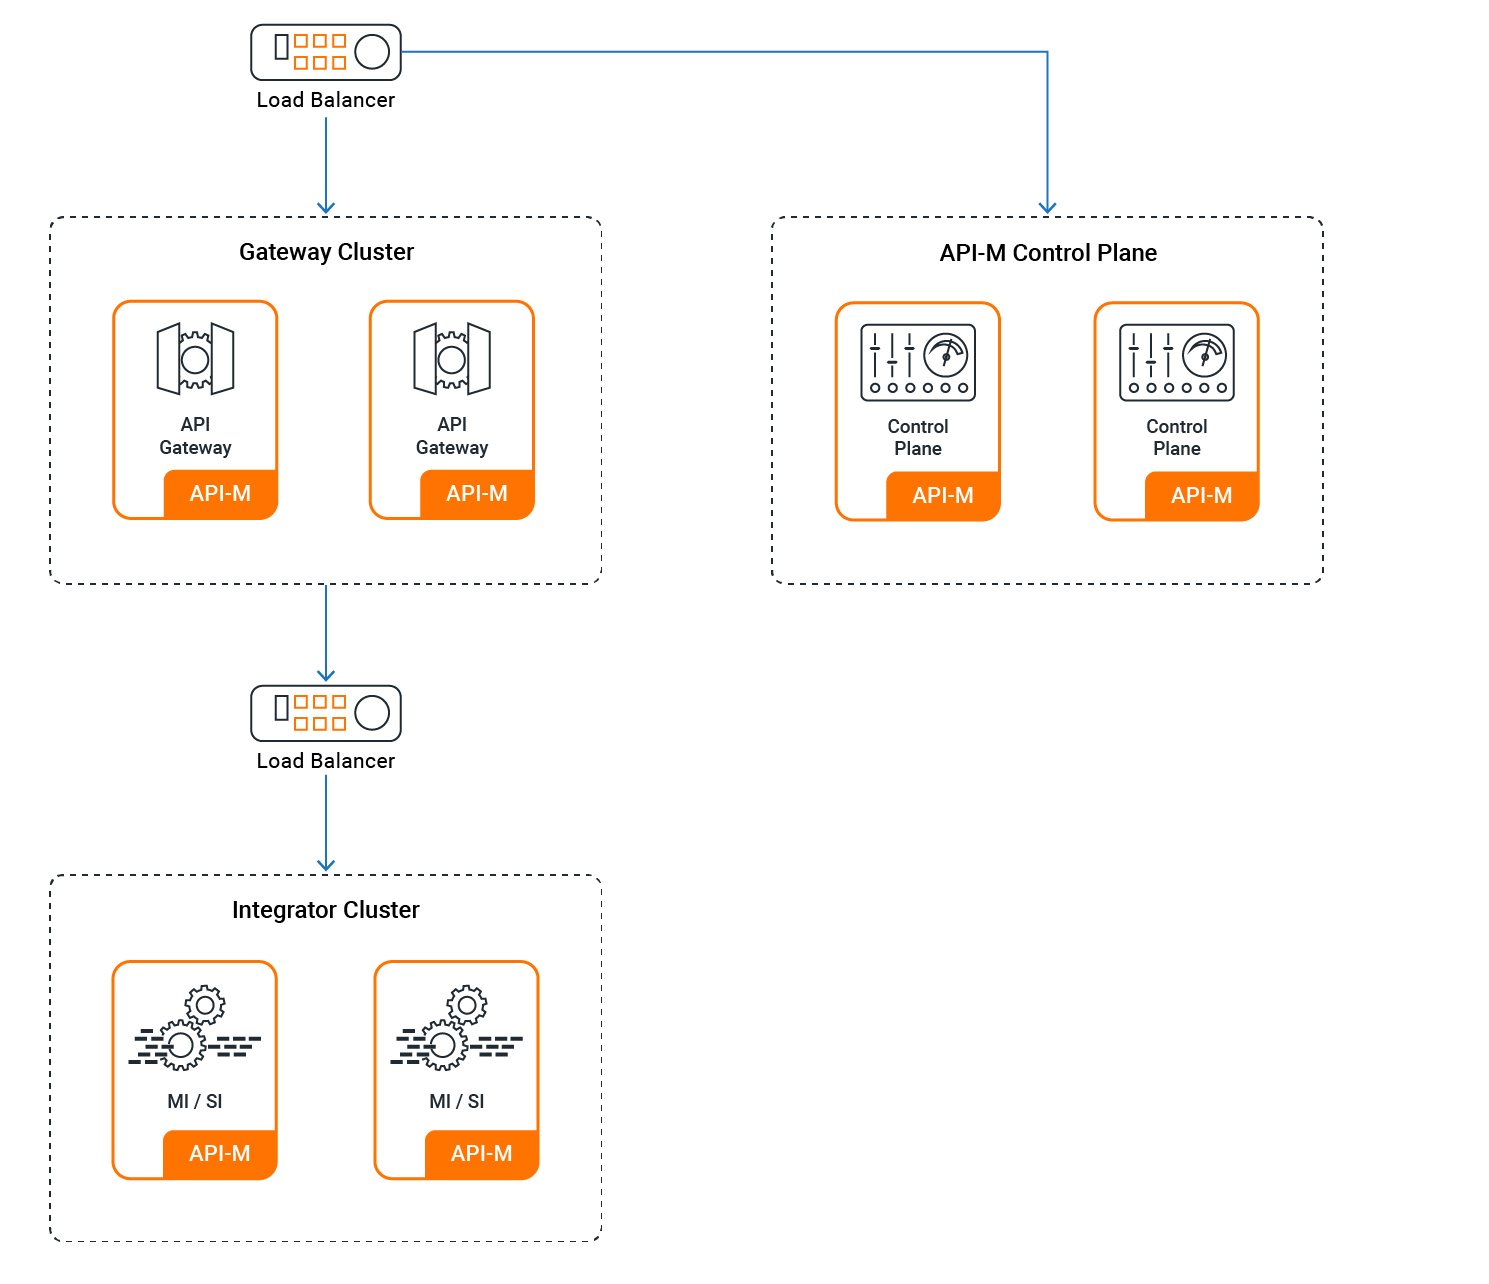 Load Balancer
Gateway Cluster
API
Gateway
API-M
API
Gateway
API-M
API-M Control Plane
Control
Plane
API-M
Control
Plane
API-M
Load Balancer
Integrator Cluster
MI / SI
API-M
MI / SI
API-M